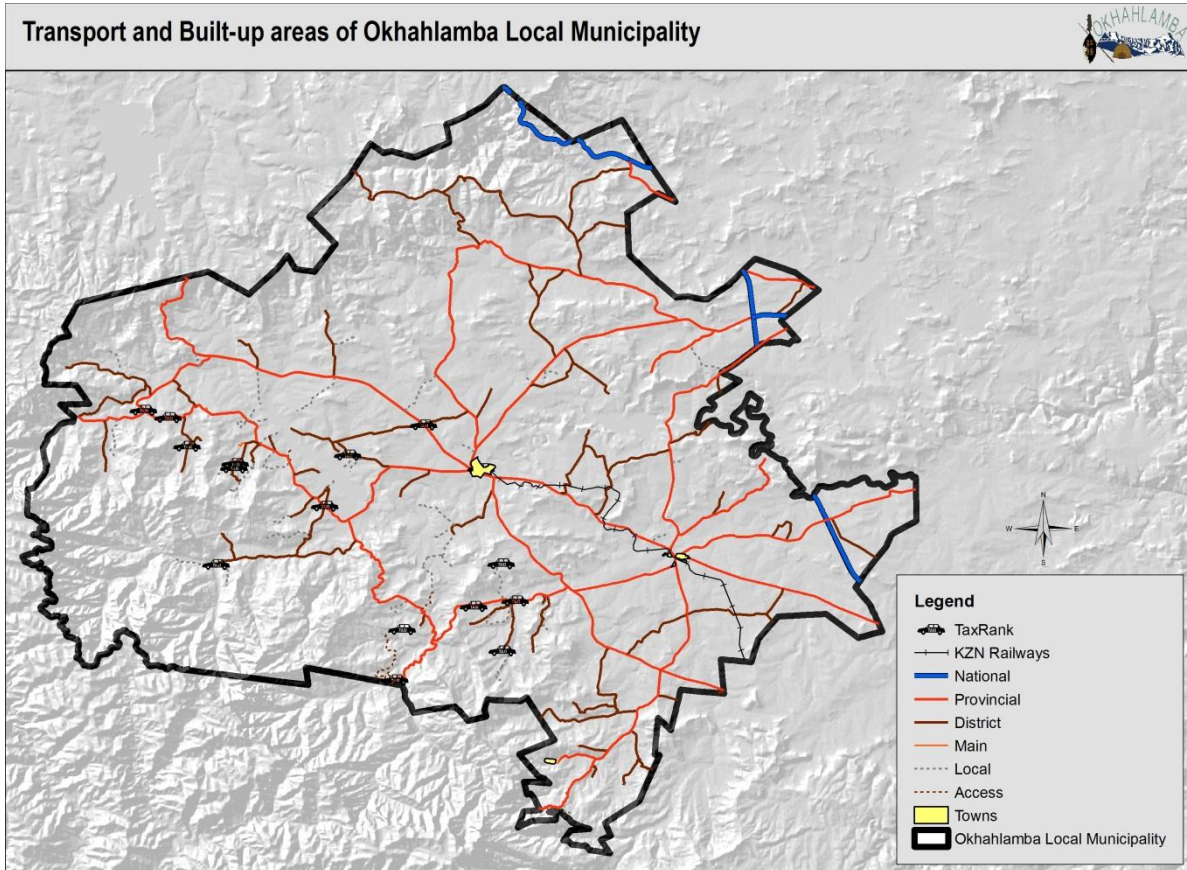 Transport and Built-up areas of Okhahlamba Local Municipality
OKHAHLAMBA
N
W E
S
Legend
TaxRank
KZN Railways
National
Provincial
District
Main
Local
Access
Towns
Okhahlamba Local Municipality